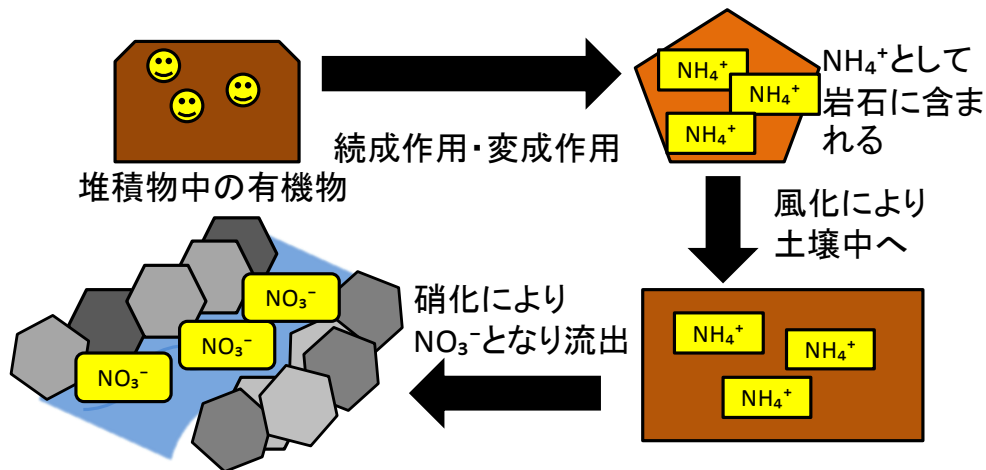 堆積物中の有機物
続成作用・変成作用
NH₄⁺
NH₄⁺
NH₄⁺
NH₄⁺として
岩石に含ま
れる
風化により
土壌中へ
NH₄⁺
NH₄⁺
NH₄⁺
硝化により
NO₃⁻となり流出
NO₃⁻
NO₃⁻
NO₃⁻